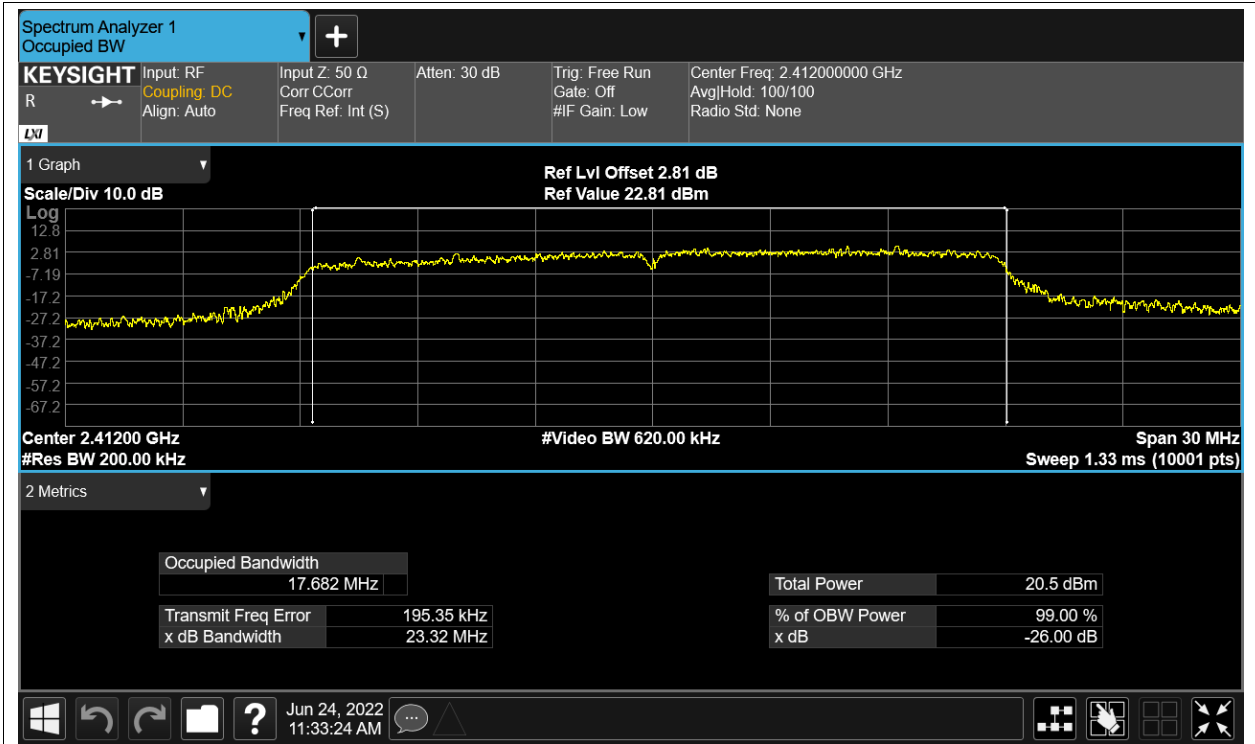 Spectrum Analyzer 1
Occupied BW
KEYSIGHT
R
LXI
Input: RF
Coupling: DC
Align: Auto
Input Z: 50 Ω
Corr CCorr
Freq Ref: Int (S)
Atten: 30 dB
Trig: Free Run
Gate: Off
#IF Gain: Low
Center Freq: 2.412000000 GHz
Avg|Hold: 100/100
Radio Std: None
1 Graph
Scale/Div 10.0 dB
Ref Lvl Offset 2.81 dB
Ref Value 22.81 dBm
Log
12.8
2.81
-7.19
-17.2
-27.2
-37.2
-47.2
-57.2
-67.2
Center 2.41200 GHz
#Video BW 620.00 kHz
Span 30 MHz
#Res BW 200.00 kHz
Sweep 1.33 ms (10001 pts)
2 Metrics
Occupied Bandwidth
17.682 MHz
Total Power 20.5 dBm
Transmit Freq Error 195.35 kHz
% of OBW Power 99.00 %
x dB Bandwidth 23.32 MHz
x dB -26.00 dB
?
Jun 24, 2022
11:33:24 AM